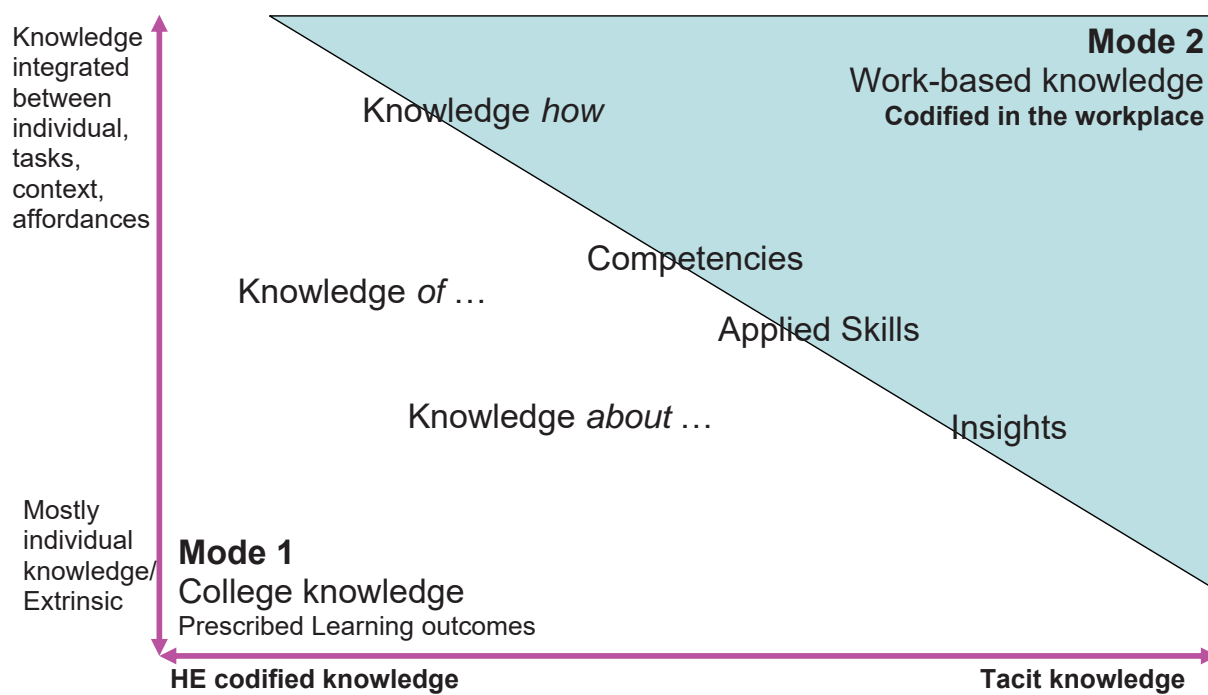 Knowledge
integrated
between
individual,
tasks,
context,
affordances
Mode 2
Work-based knowledge
Codified in the workplace
Knowledge how
Competencies
Knowledge of …
Applied Skills
Knowledge about …
Insights
Mostly
individual
knowledge/
Extrinsic
Mode 1
College knowledge
Prescribed Learning outcomes
HE codified knowledge
Tacit knowledge